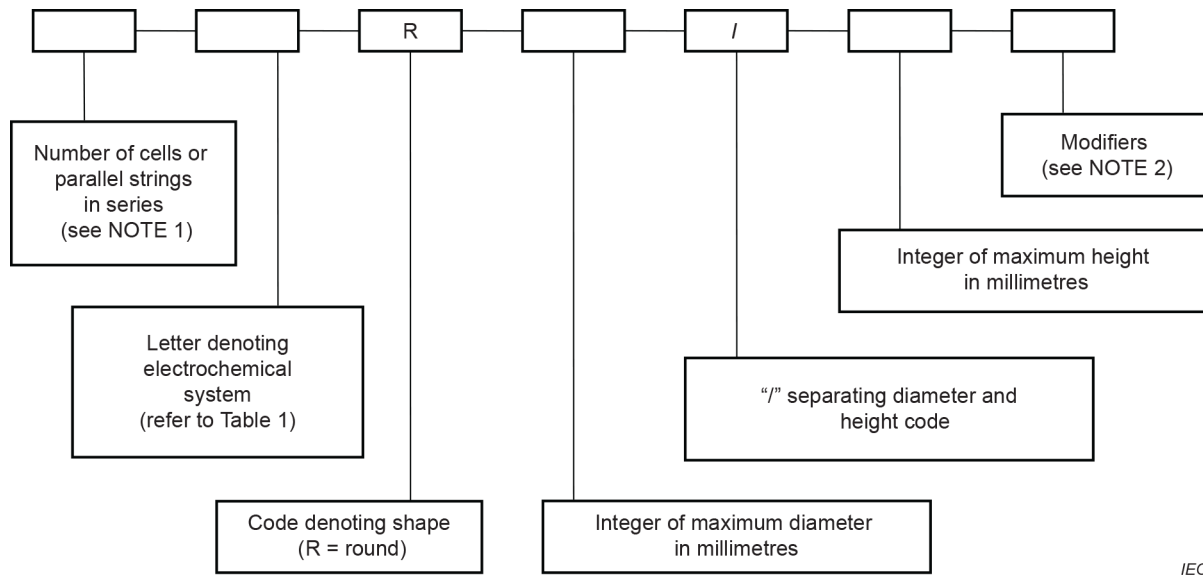 R
/
Number of cells or
parallel strings
in series
(see NOTE 1)
Modifiers
(see NOTE 2)
Integer of maximum height
in millimetres
Letter denoting
electrochemical
system
(refer to Table 1)
“/” separating diameter and
height code
Code denoting shape
(R = round)
Integer of maximum diameter
in millimetres
IEC